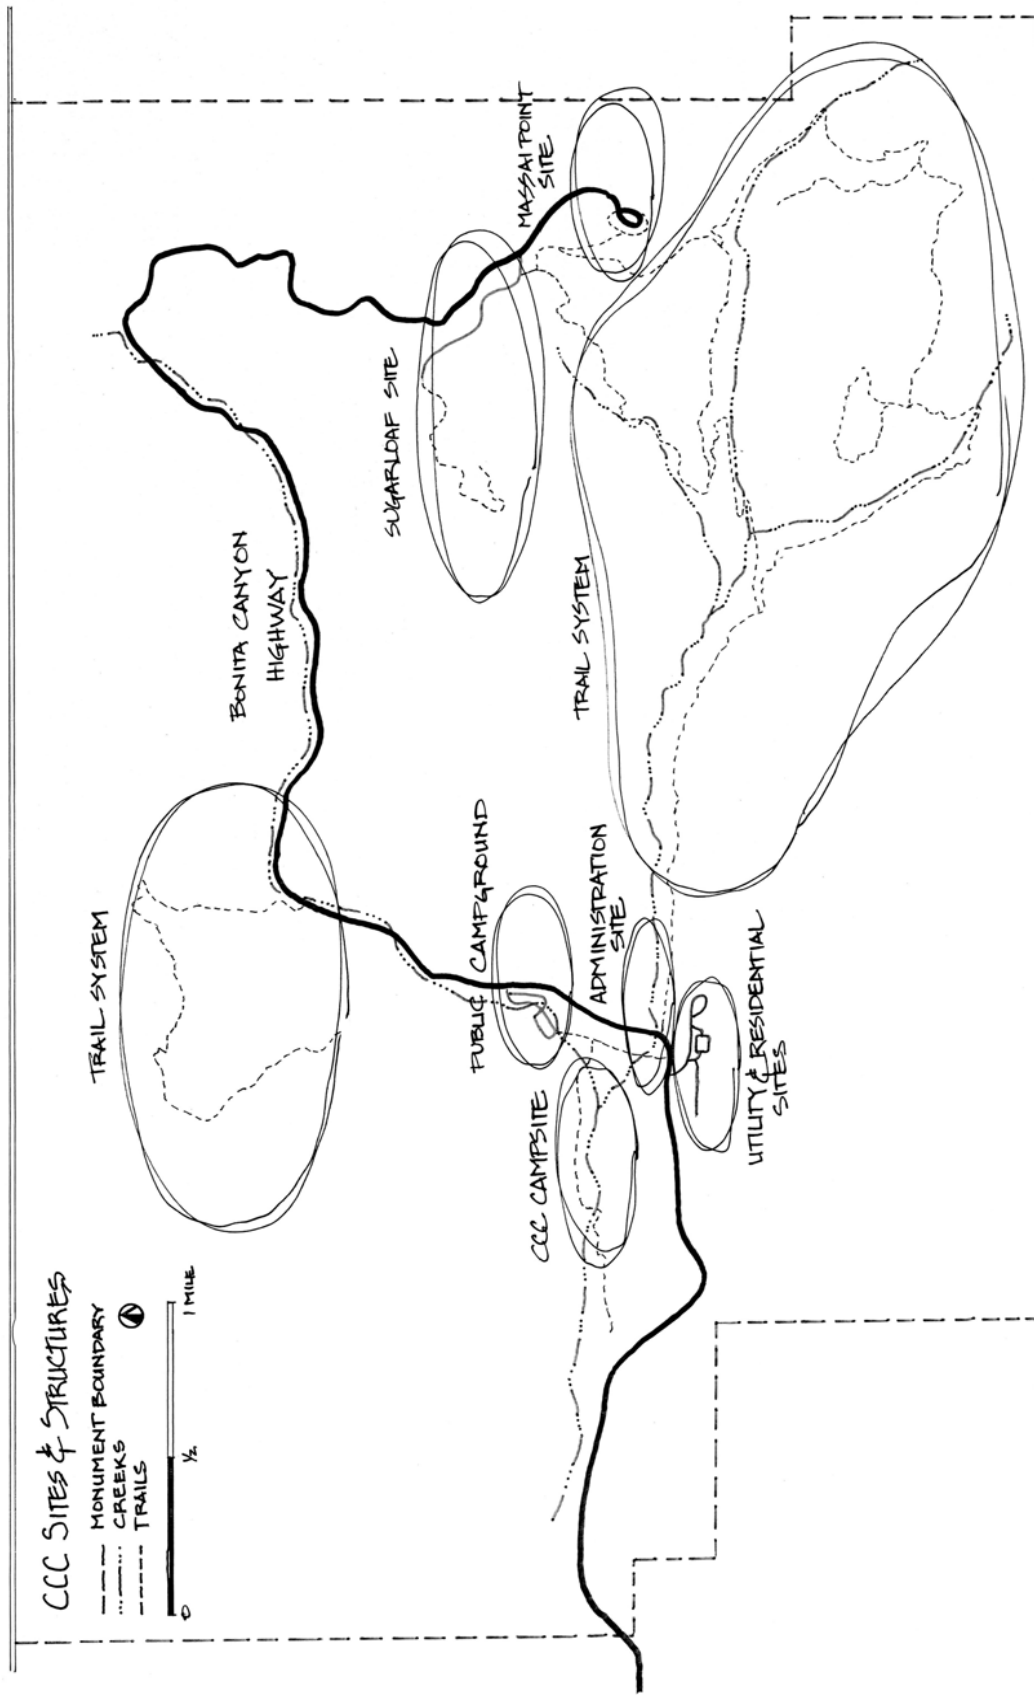 CCC SITES & STRUCTURES
MONUMENT BOUNDARY
CREEKS
TRAILS
0
1/2
1 MILE
TRAIL SYSTEM
BONITA CANYON
HIGHWAY
SUGARLOAF SITE
MASSAI POINT
SITE
PUBLIC CAMPGROUND
CCC CAMPSITE
ADMINISTRATION
SITE
TRAIL SYSTEM
UTILITY & RESIDENTIAL
SITES